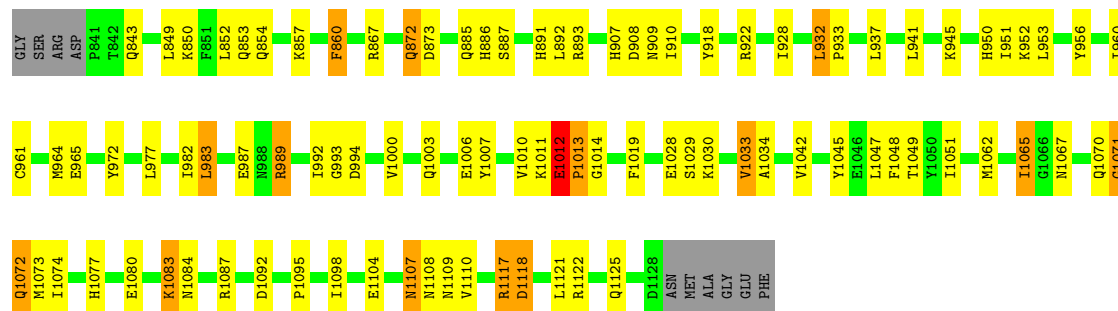 GLY SER ARG ASP P841 T842 Q843 L849 K850 F851 L852 Q853 Q854 K857 F860 R867 Q872 D873 Q885 H886 S887 H891 L892 R893 H907 D908 N909 I910 Y918 R922 I928 L932 P933 L937 L941 K945 H950 I951 K952 L953 Y956
C961 M964 E965 Y972 L977 I982 L983 E987 N988 R989 I992 G993 D994 V1000 Q1003 E1006 Y1007 V1010 K1011 E1012 P1013 G1014 F1019 E1028 S1029 K1030 V1033 A1034 V1042 Y1045 E1046 L1047 F1048 T1049 Y1050 I1051 M1062 I1065 G1066 N1067 Q1070
Q1072 M1073 I1074 H1077 E1080 K1083 N1084 R1087 D1092 P1095 I1098 E1104 N1107 N1108 N1109 V1110 R1117 D1118 L1121 R1122 Q1125 D1128 ASN MET ALA GLY GLU PHE